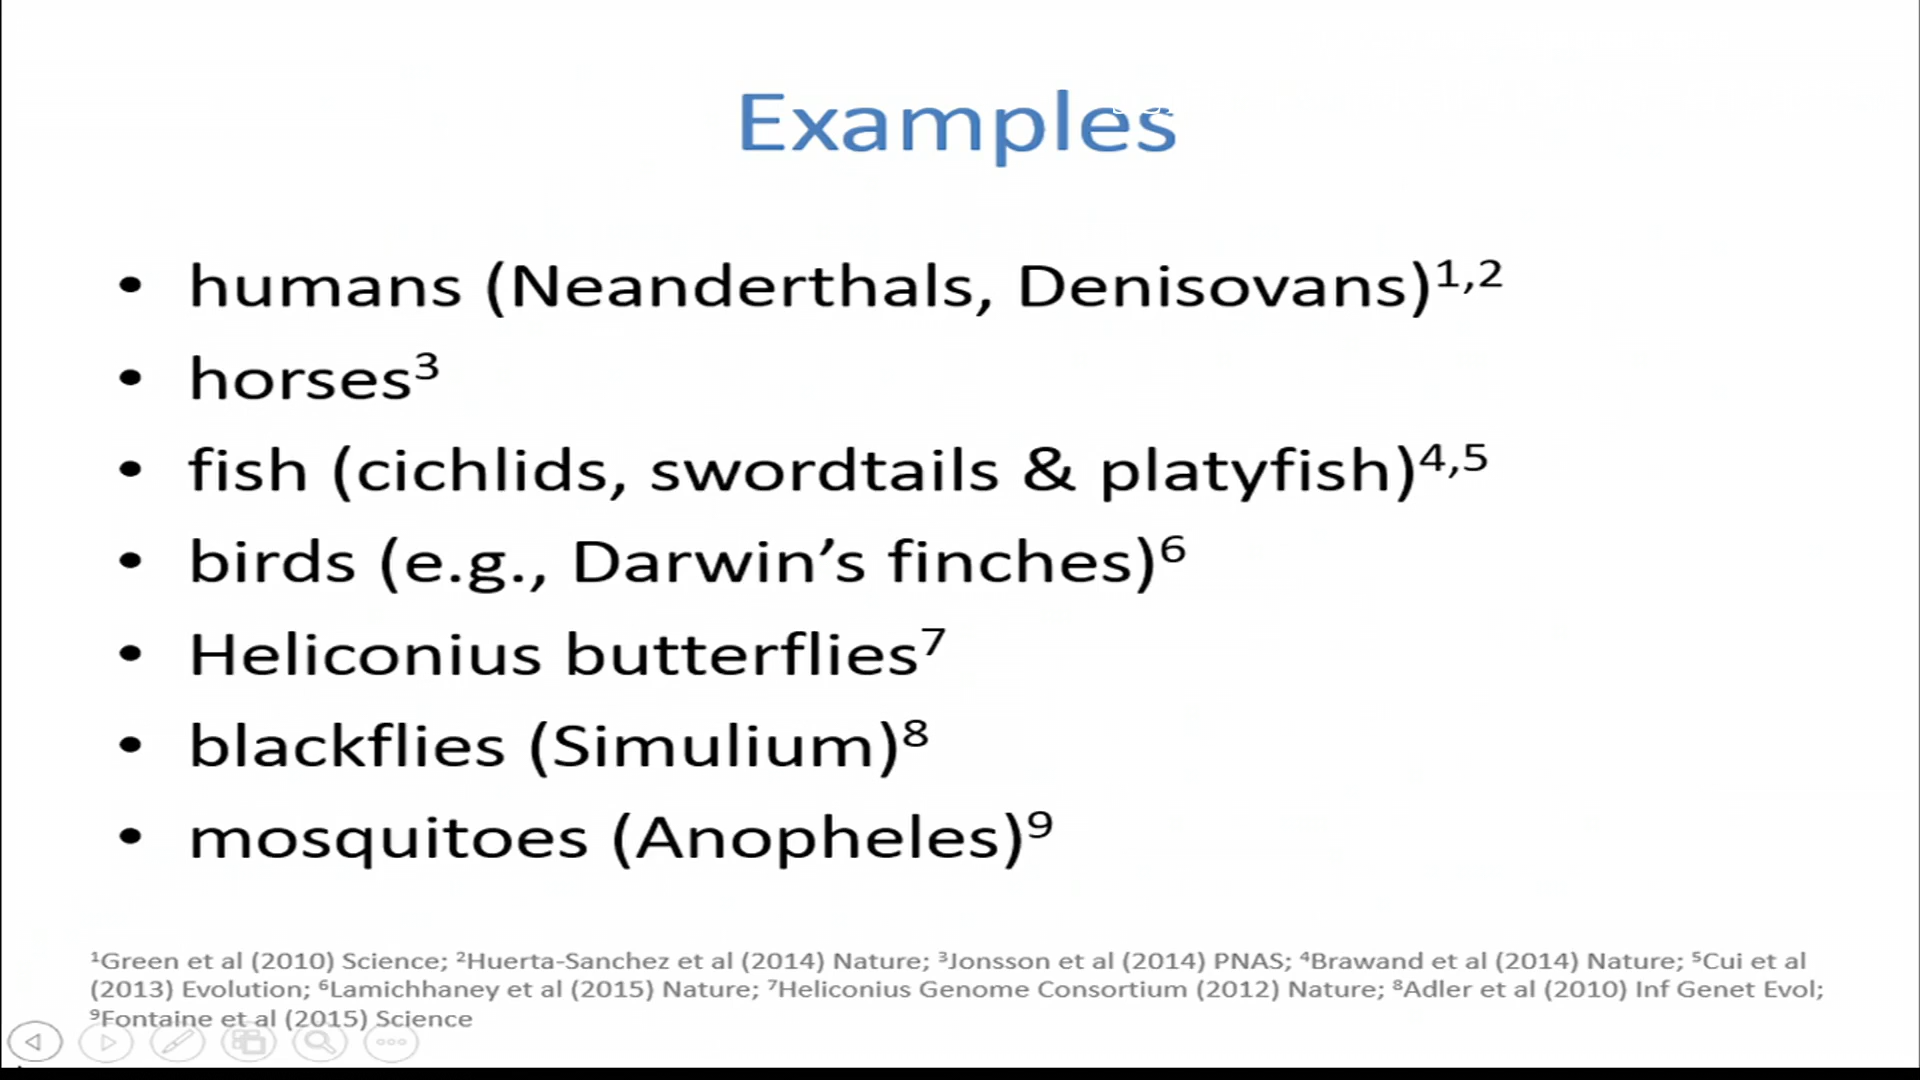 Examples
• humans (Neanderthals, Denisovans)¹,²
• horses³
• fish (cichlids, swordtails & platyfish)⁴,⁵
• birds (e.g., Darwin’s finches)⁶
• Heliconius butterflies⁷
• blackflies (Simulium)⁸
• mosquitoes (Anopheles)⁹
¹Green et al (2010) Science; ²Huerta-Sanchez et al (2014) Nature; ³Jonsson et al (2014) PNAS; ⁴Brawand et al (2014) Nature; ⁵Cui et al
(2013) Evolution; ⁶Lamichhaney et al (2015) Nature; ⁷Heliconius Genome Consortium (2012) Nature; ⁸Adler et al (2010) Inf Genet Evol;
⁹Fontaine et al (2015) Science